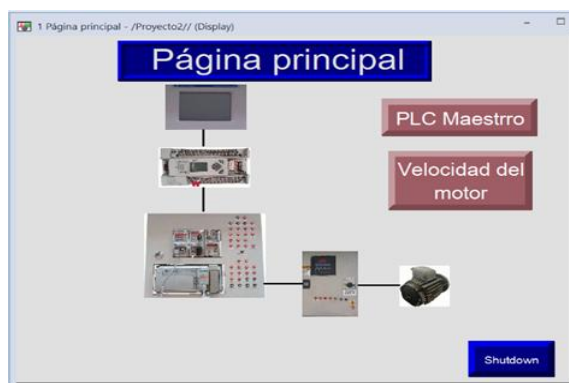 1 Página principal - /Proyecto2// (Display)
Página principal
PLC Maestrro
Velocidad del
motor
Shutdown